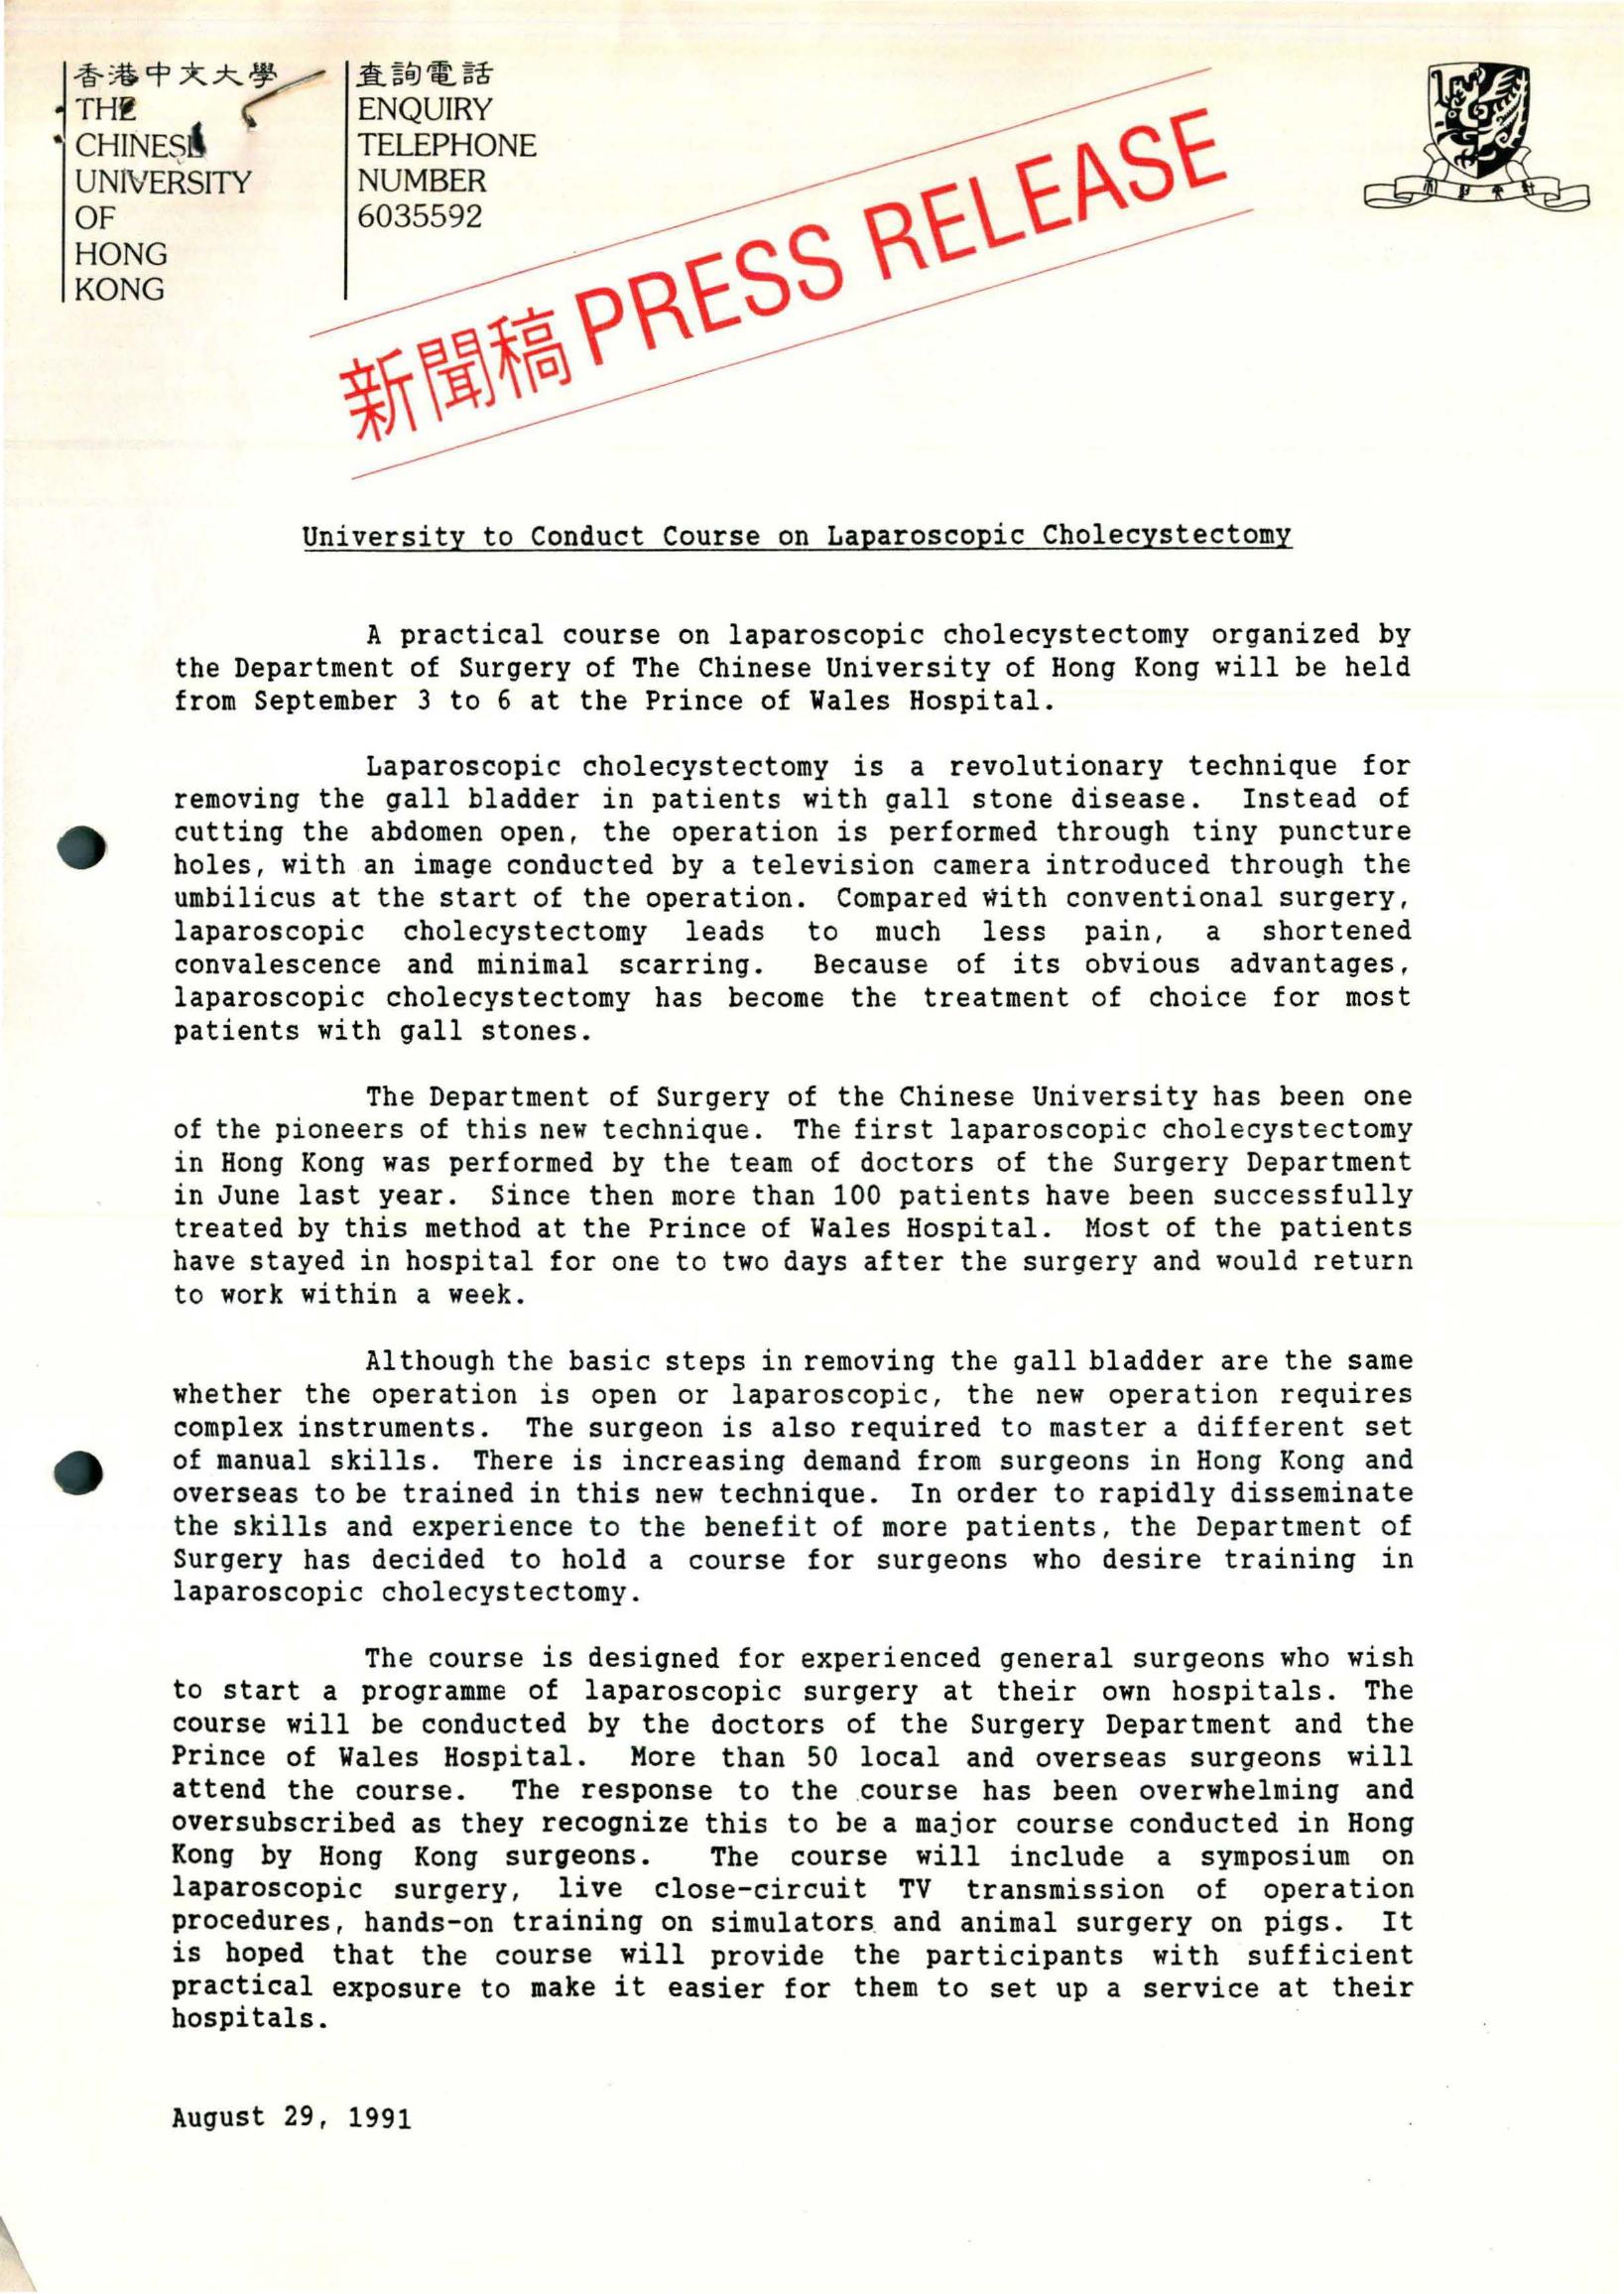 香港中文大學
THE
CHINESE
UNIVERSITY
OF
HONG
KONG
查詢電話
ENQUIRY
TELEPHONE
NUMBER
6035592
新聞稿 PRESS RELEASE
University to Conduct Course on Laparoscopic Cholecystectomy
A practical course on laparoscopic cholecystectomy organized by
the Department of Surgery of The Chinese University of Hong Kong will be held
from September 3 to 6 at the Prince of Wales Hospital.
Laparoscopic cholecystectomy is a revolutionary technique for
removing the gall bladder in patients with gall stone disease. Instead of
cutting the abdomen open, the operation is performed through tiny puncture
holes, with an image conducted by a television camera introduced through the
umbilicus at the start of the operation. Compared with conventional surgery,
laparoscopic cholecystectomy leads to much less pain, a shortened
convalescence and minimal scarring. Because of its obvious advantages,
laparoscopic cholecystectomy has become the treatment of choice for most
patients with gall stones.
The Department of Surgery of the Chinese University has been one
of the pioneers of this new technique. The first laparoscopic cholecystectomy
in Hong Kong was performed by the team of doctors of the Surgery Department
in June last year. Since then more than 100 patients have been successfully
treated by this method at the Prince of Wales Hospital. Most of the patients
have stayed in hospital for one to two days after the surgery and would return
to work within a week.
Although the basic steps in removing the gall bladder are the same
whether the operation is open or laparoscopic, the new operation requires
complex instruments. The surgeon is also required to master a different set
of manual skills. There is increasing demand from surgeons in Hong Kong and
overseas to be trained in this new technique. In order to rapidly disseminate
the skills and experience to the benefit of more patients, the Department of
Surgery has decided to hold a course for surgeons who desire training in
laparoscopic cholecystectomy.
The course is designed for experienced general surgeons who wish
to start a programme of laparoscopic surgery at their own hospitals. The
course will be conducted by the doctors of the Surgery Department and the
Prince of Wales Hospital. More than 50 local and overseas surgeons will
attend the course. The response to the course has been overwhelming and
oversubscribed as they recognize this to be a major course conducted in Hong
Kong by Hong Kong surgeons. The course will include a symposium on
laparoscopic surgery, live close-circuit TV transmission of operation
procedures, hands-on training on simulators and animal surgery on pigs. It
is hoped that the course will provide the participants with sufficient
practical exposure to make it easier for them to set up a service at their
hospitals.
August 29, 1991